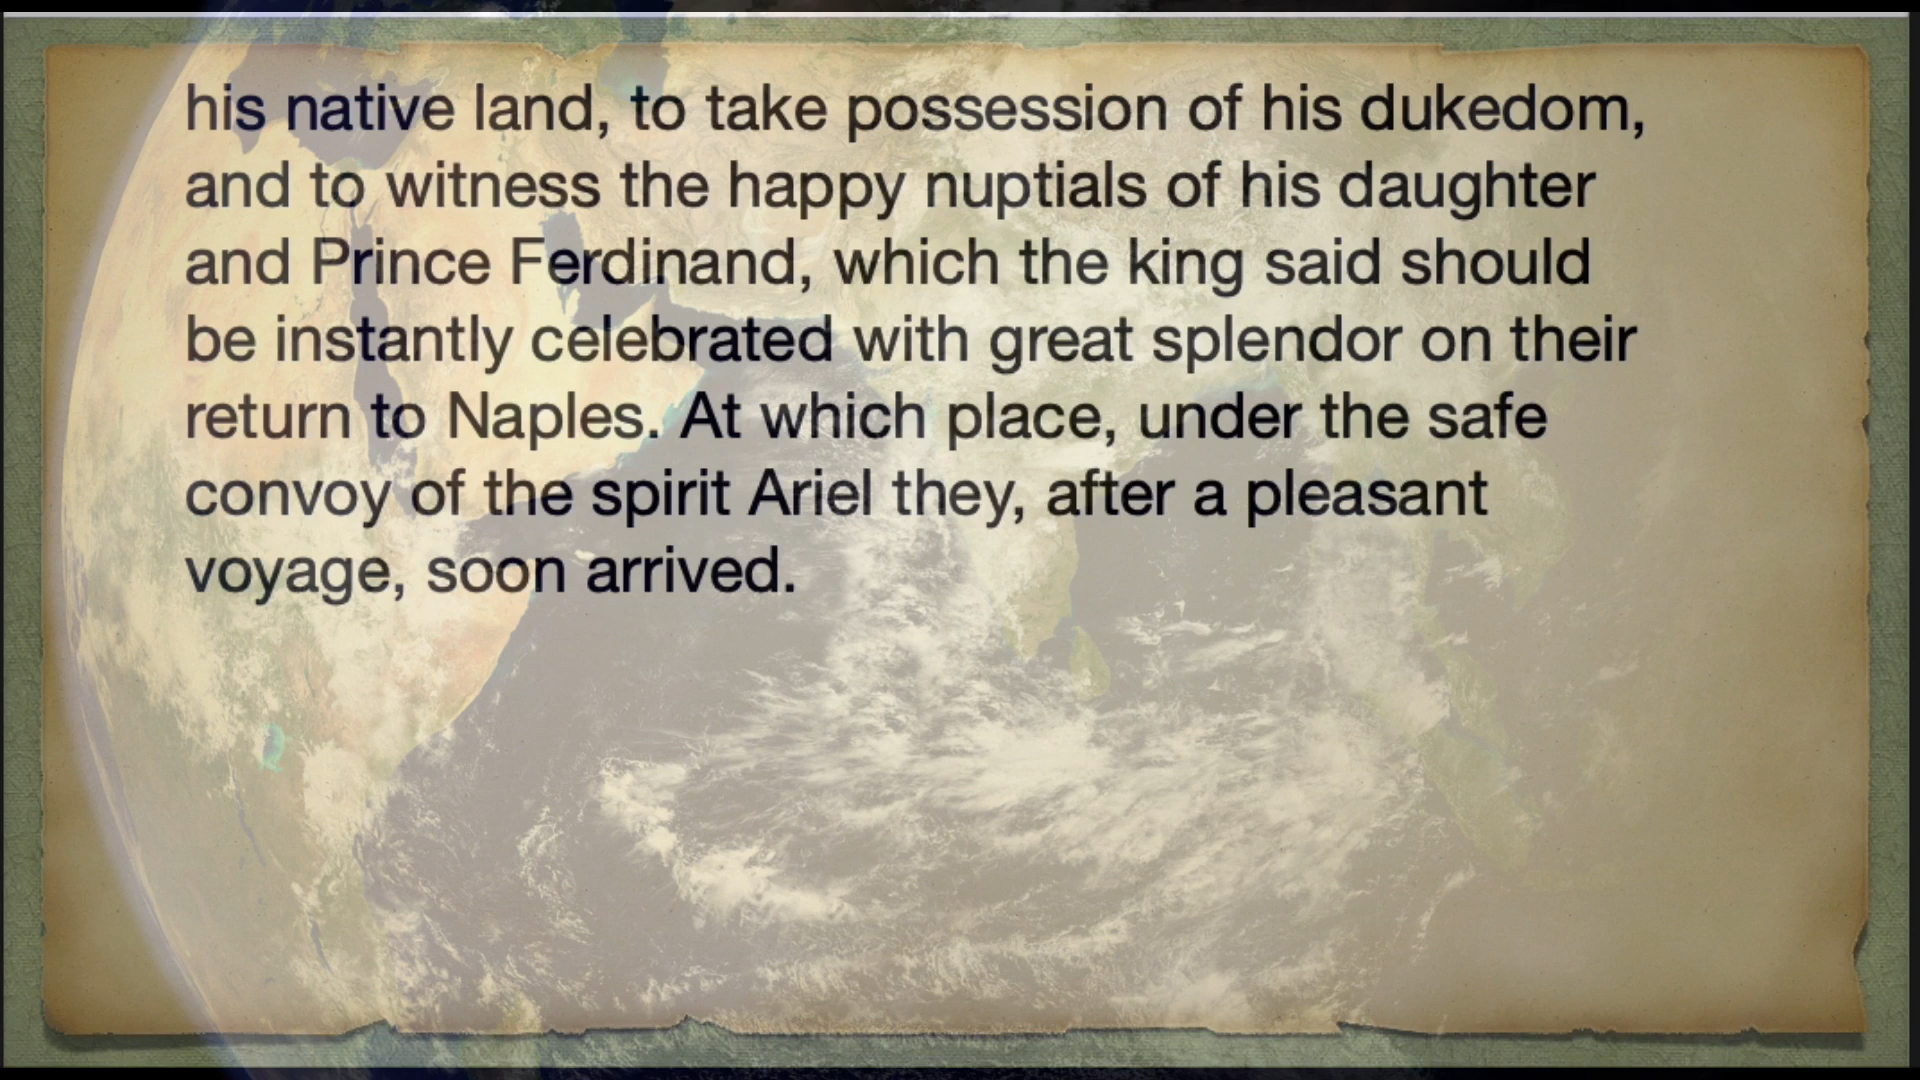 his native land, to take possession of his dukedom,
and to witness the happy nuptials of his daughter
and Prince Ferdinand, which the king said should
be instantly celebrated with great splendor on their
return to Naples. At which place, under the safe
convoy of the spirit Ariel they, after a pleasant
voyage, soon arrived.